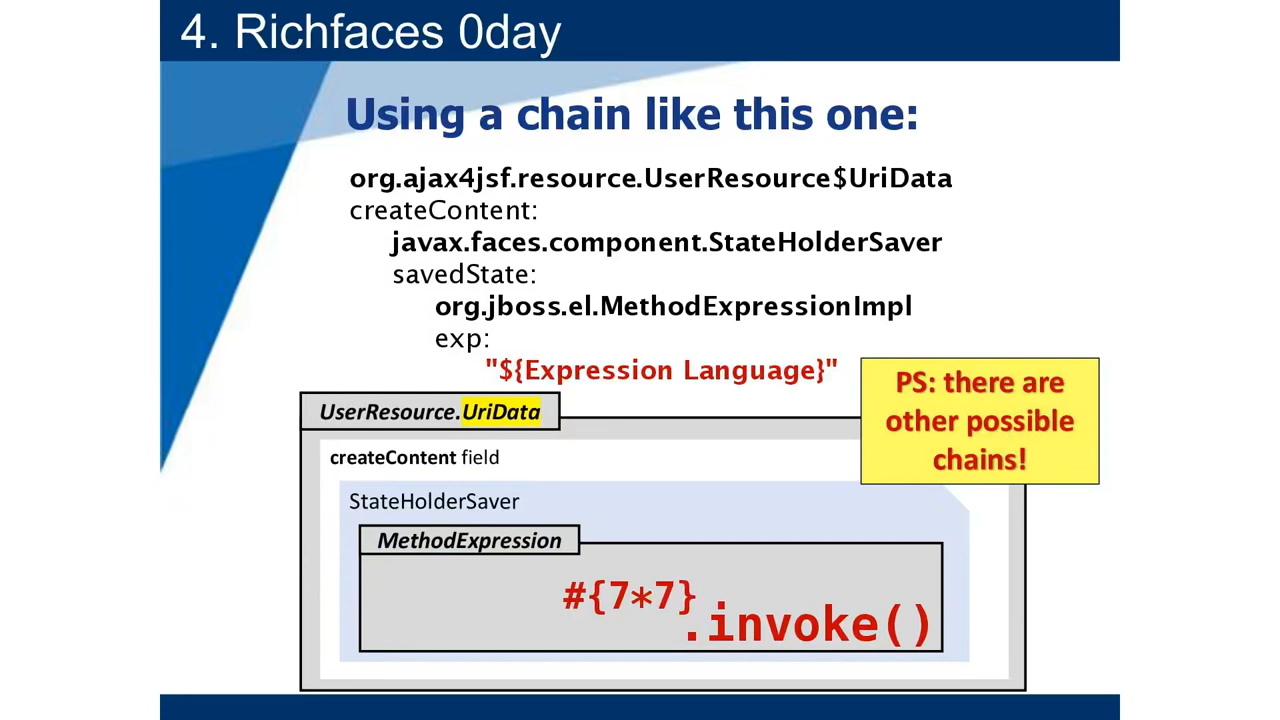 4. Richfaces 0day
Using a chain like this one:
org.ajax4jsf.resource.UserResource$UriData
createContent:
javax.faces.component.StateHolderSaver
savedState:
org.jboss.el.MethodExpressionImpl
exp:
"${Expression Language}"
PS: there are
other possible
chains!
UserResource.UriData
createContent field
StateHolderSaver
MethodExpression
#{7*7}
.invoke()